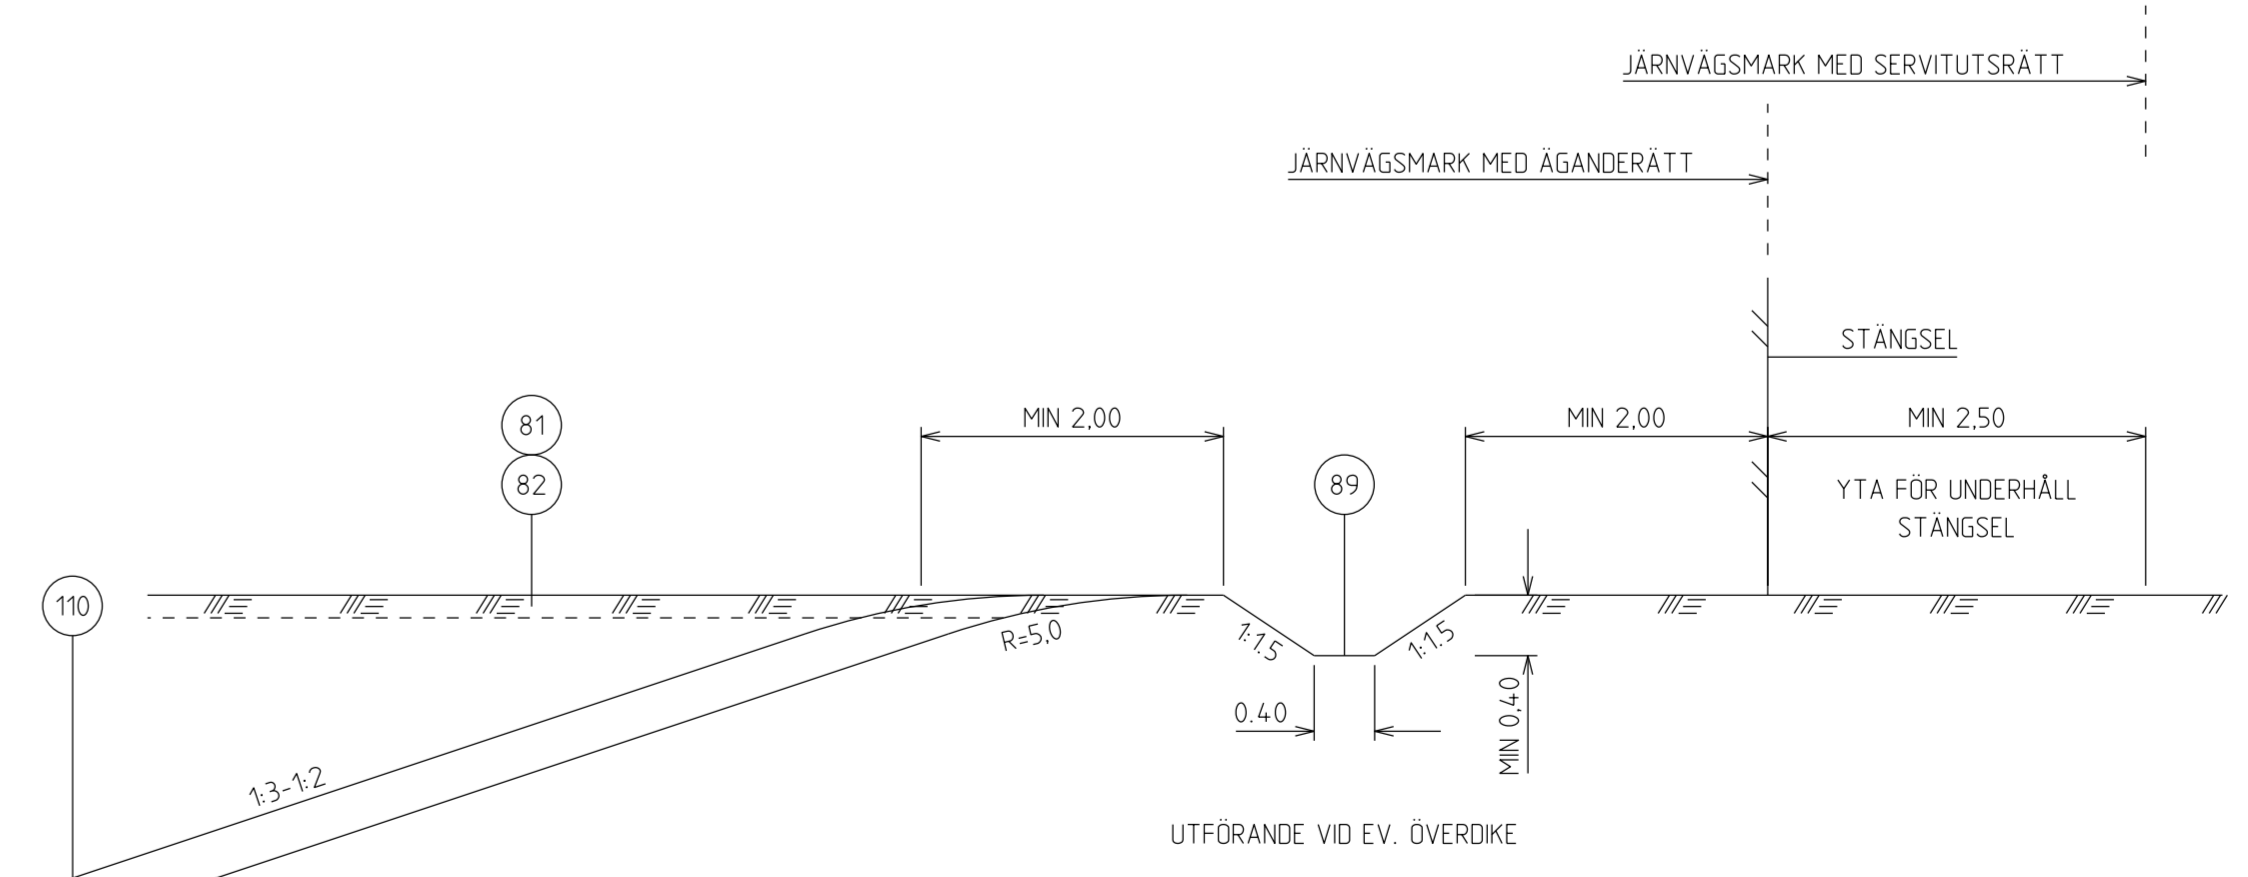 JÄRNVÄGSMARK MED SERVITUTSRÄTT
JÄRNVÄGSMARK MED ÄGANDERÄTT
STÄNGSEL
81
MIN 2,00
MIN 2,00
MIN 2,50
82
89
YTA FÖR UNDERHÅLL
STÄNGSEL
110
R=5,0
1:1.5
1:1.5
0.40
MIN 0,40
1:3-1:2
UTFÖRANDE VID EV. ÖVERDIKE